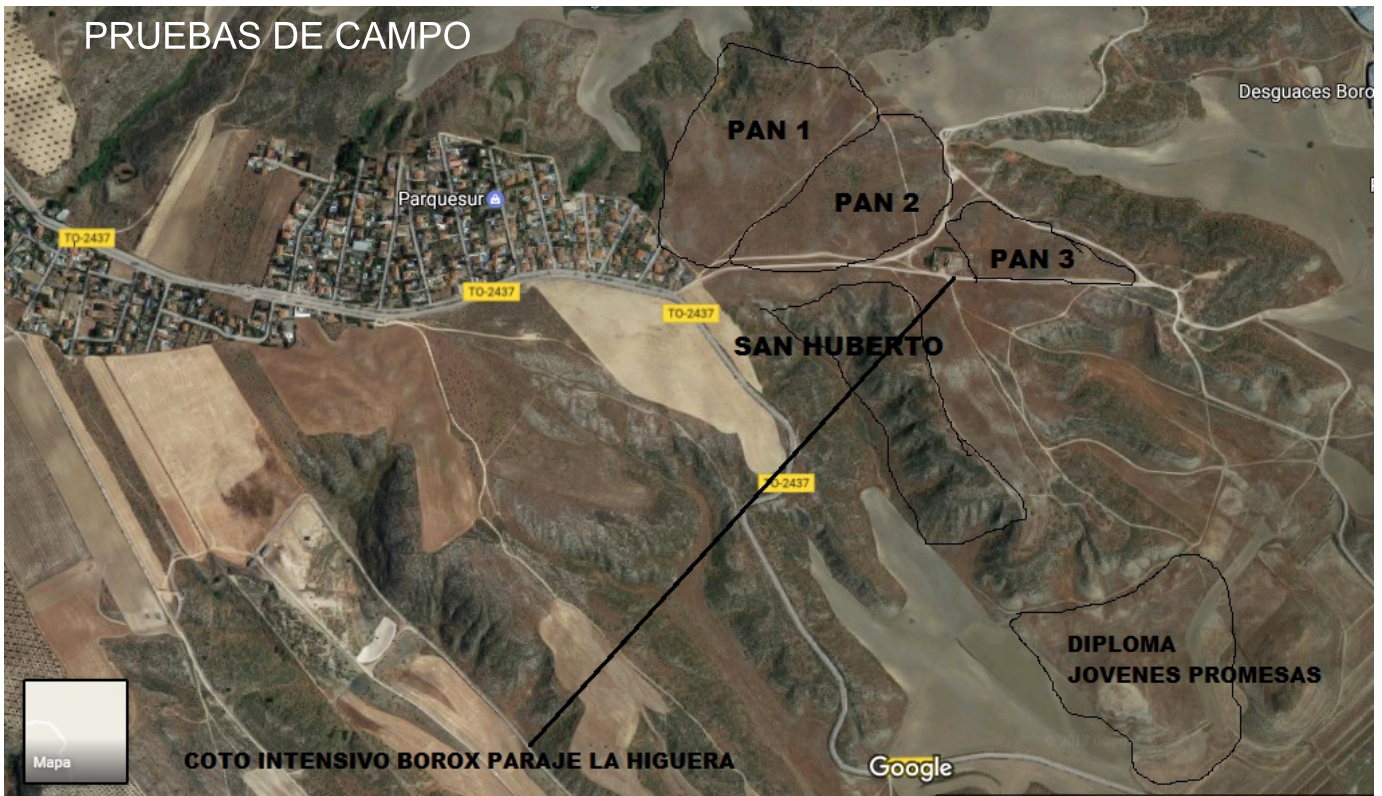 PRUEBAS DE CAMPO
Desguaces Boro
PAN 1
Parquesur
PAN 2
TO-2437
PAN 3
TO-2437
TO-2437
SAN HUBERTO
TO-2437
DIPLOMA
JOVENES PROMESAS
Mapa
COTO INTENSIVO BOROX PARAJE LA HIGUERA
Google